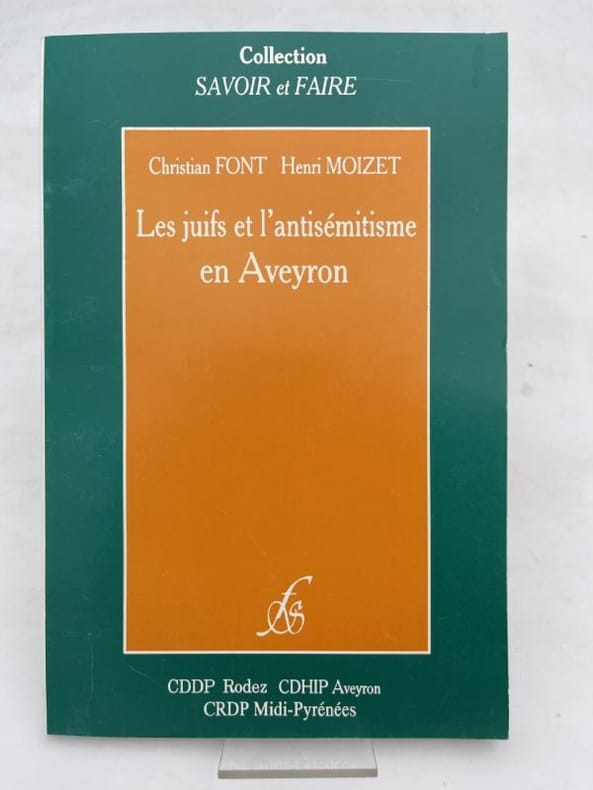 Collection
SAVOIR et FAIRE
Christian FONT Henri MOIZET
Les juifs et l'antisémitisme
en Aveyron
CDDP Rodez CDHIP Aveyron
CRDP Midi-Pyrénées